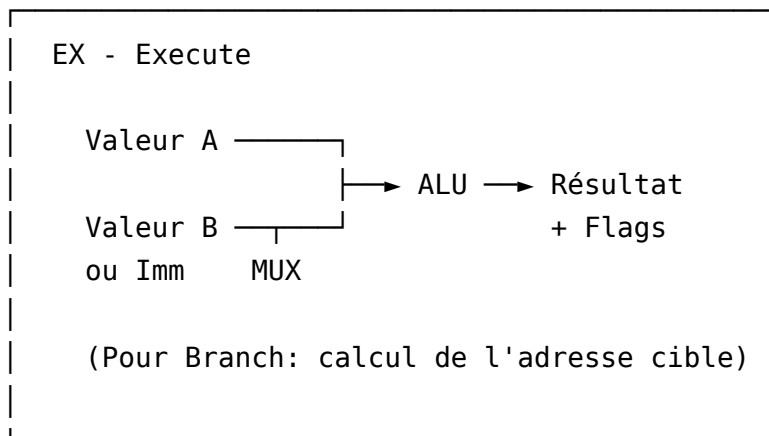 EX - Execute
Valeur A
ALU Résultat
Valeur B + Flags
ou Imm MUX
(Pour Branch: calcul de l'adresse cible)